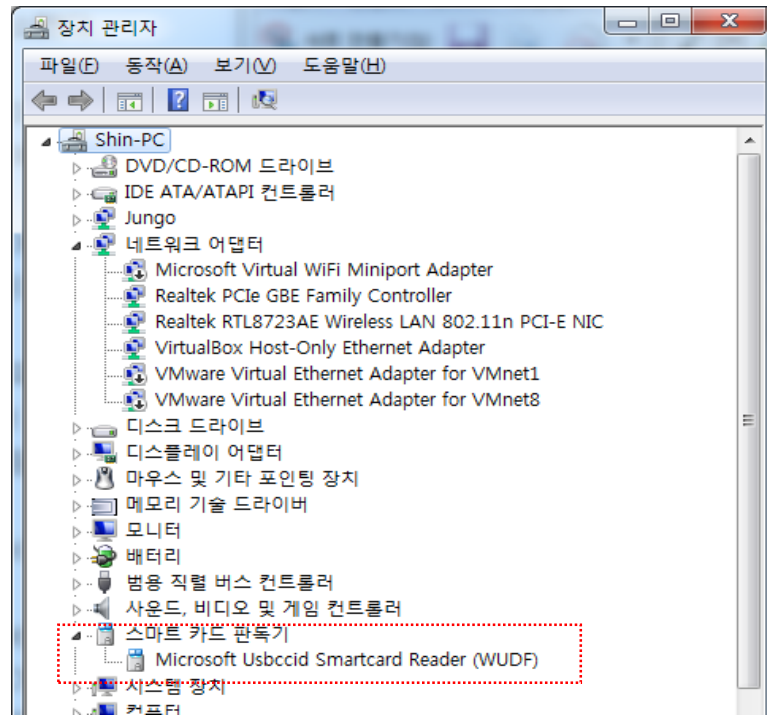 장치 관리자
파일(F) 동작(A) 보기(V) 도움말(H)
Shin-PC
DVD/CD-ROM 드라이브
IDE ATA/ATAPI 컨트롤러
Jungo
네트워크 어댑터
Microsoft Virtual WiFi Miniport Adapter
Realtek PCIe GBE Family Controller
Realtek RTL8723AE Wireless LAN 802.11n PCI-E NIC
VirtualBox Host-Only Ethernet Adapter
VMware Virtual Ethernet Adapter for VMnet1
VMware Virtual Ethernet Adapter for VMnet8
디스크 드라이브
디스플레이 어댑터
마우스 및 기타 포인팅 장치
메모리 기술 드라이버
모니터
배터리
범용 직렬 버스 컨트롤러
사운드, 비디오 및 게임 컨트롤러
스마트 카드 판독기
Microsoft Usbccid Smartcard Reader (WUDF)
시스템 장치
컴퓨터